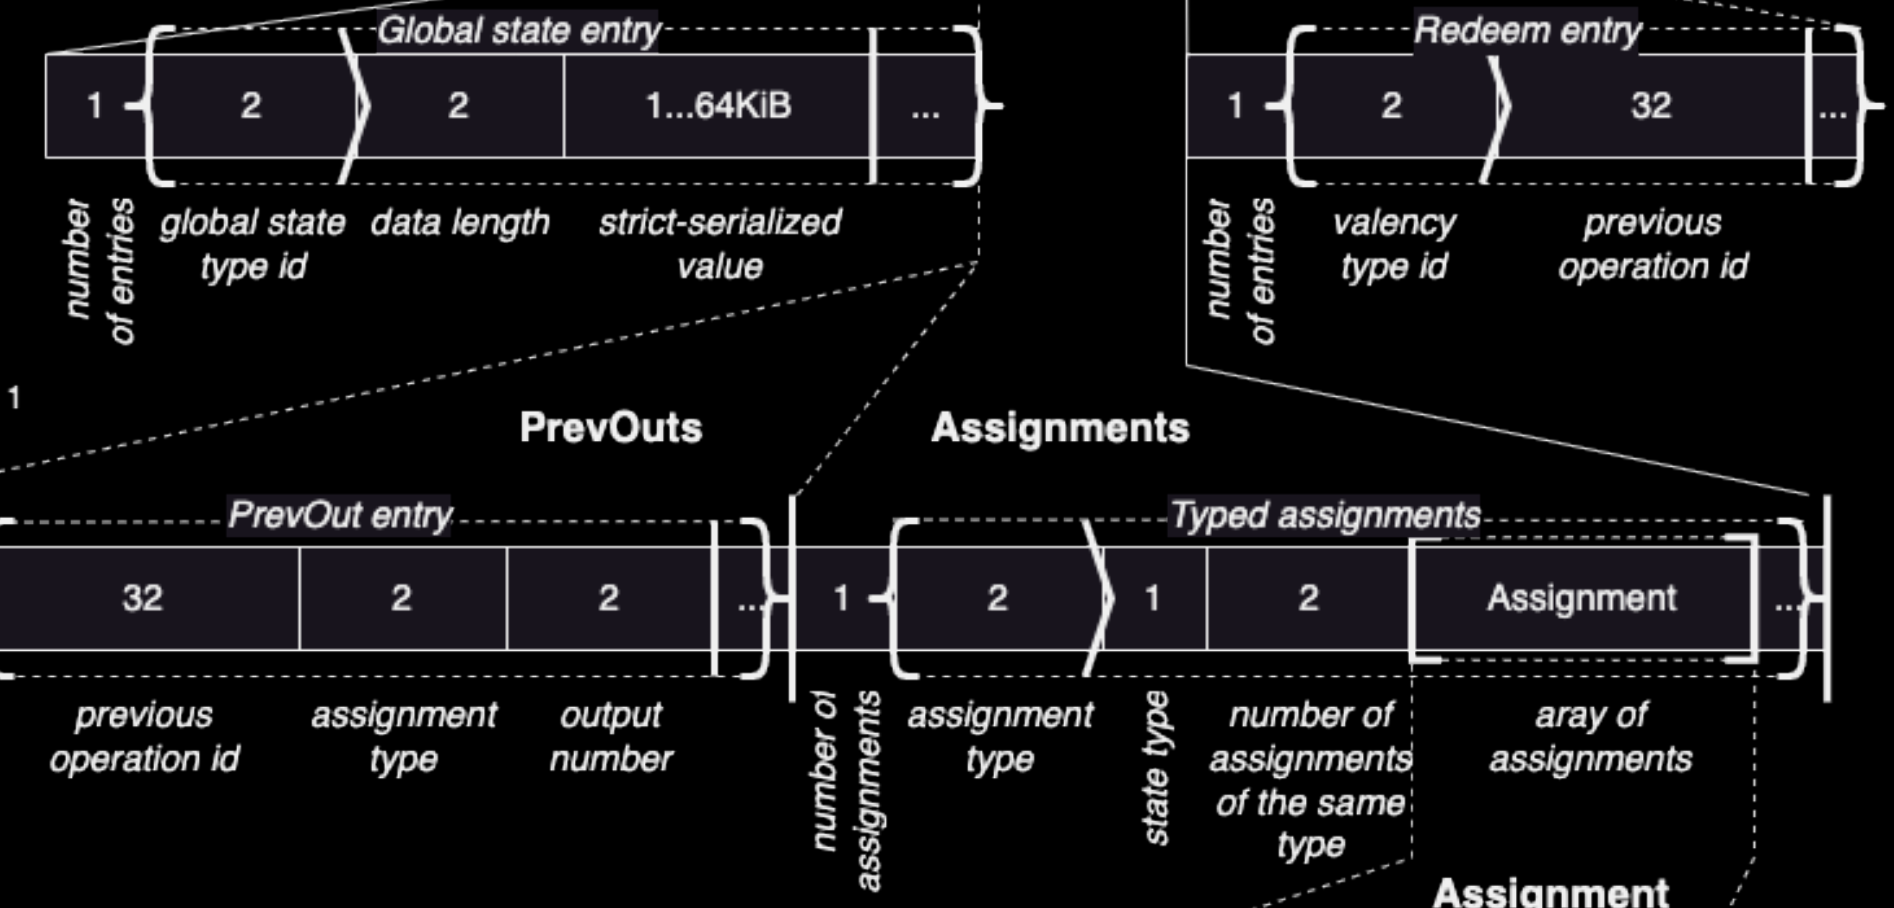 Global state entry
1
2
2
1...64KiB
...
number
of entries
global state
type id
data length
strict-serialized
value
Redeem entry
1
2
32
...
number
of entries
valency
type id
previous
operation id
1
PrevOuts
Assignments
PrevOut entry
32
2
2
...
previous
operation id
assignment
type
output
number
Typed assignments
1
2
1
2
Assignment
...
number of
assignments
assignment
type
state type
number of
assignments
of the same
type
aray of
assignments
Assignment